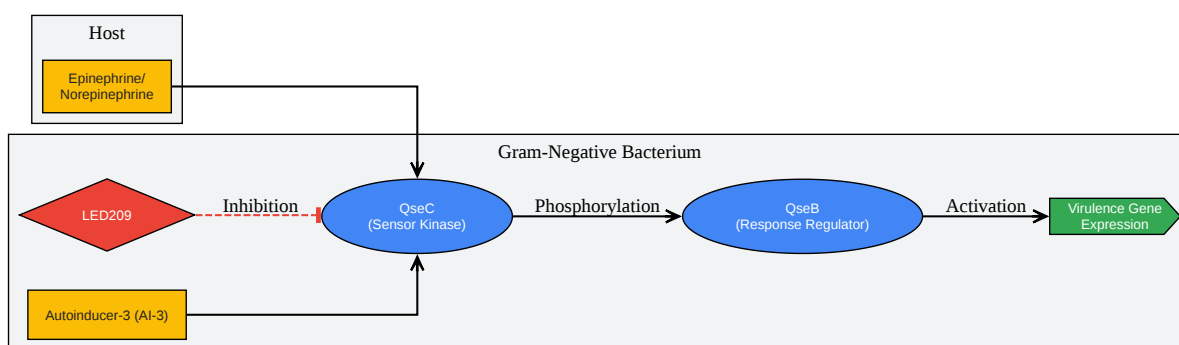 Host
Epinephrine/
Norepinephrine
Gram-Negative Bacterium
LED209
Inhibition
QseC
(Sensor Kinase)
Phosphorylation
QseB
(Response Regulator)
Activation
Virulence Gene
Expression
Autoinducer-3 (AI-3)